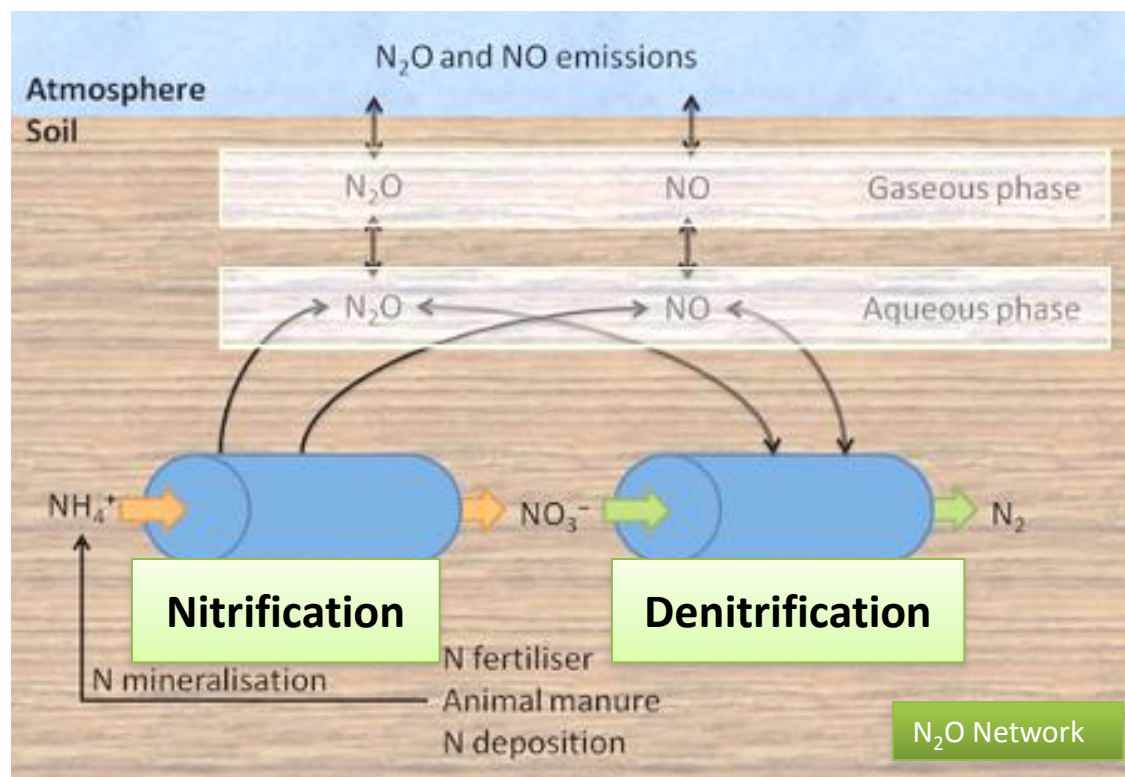 N₂O and NO emissions
Atmosphere
Soil
N₂O NO Gaseous phase
N₂O NO Aqueous phase
NH₄⁺ NO₃⁻ N₂
Nitrification Denitrification
N fertiliser
N mineralisation
Animal manure
N deposition
N₂O Network